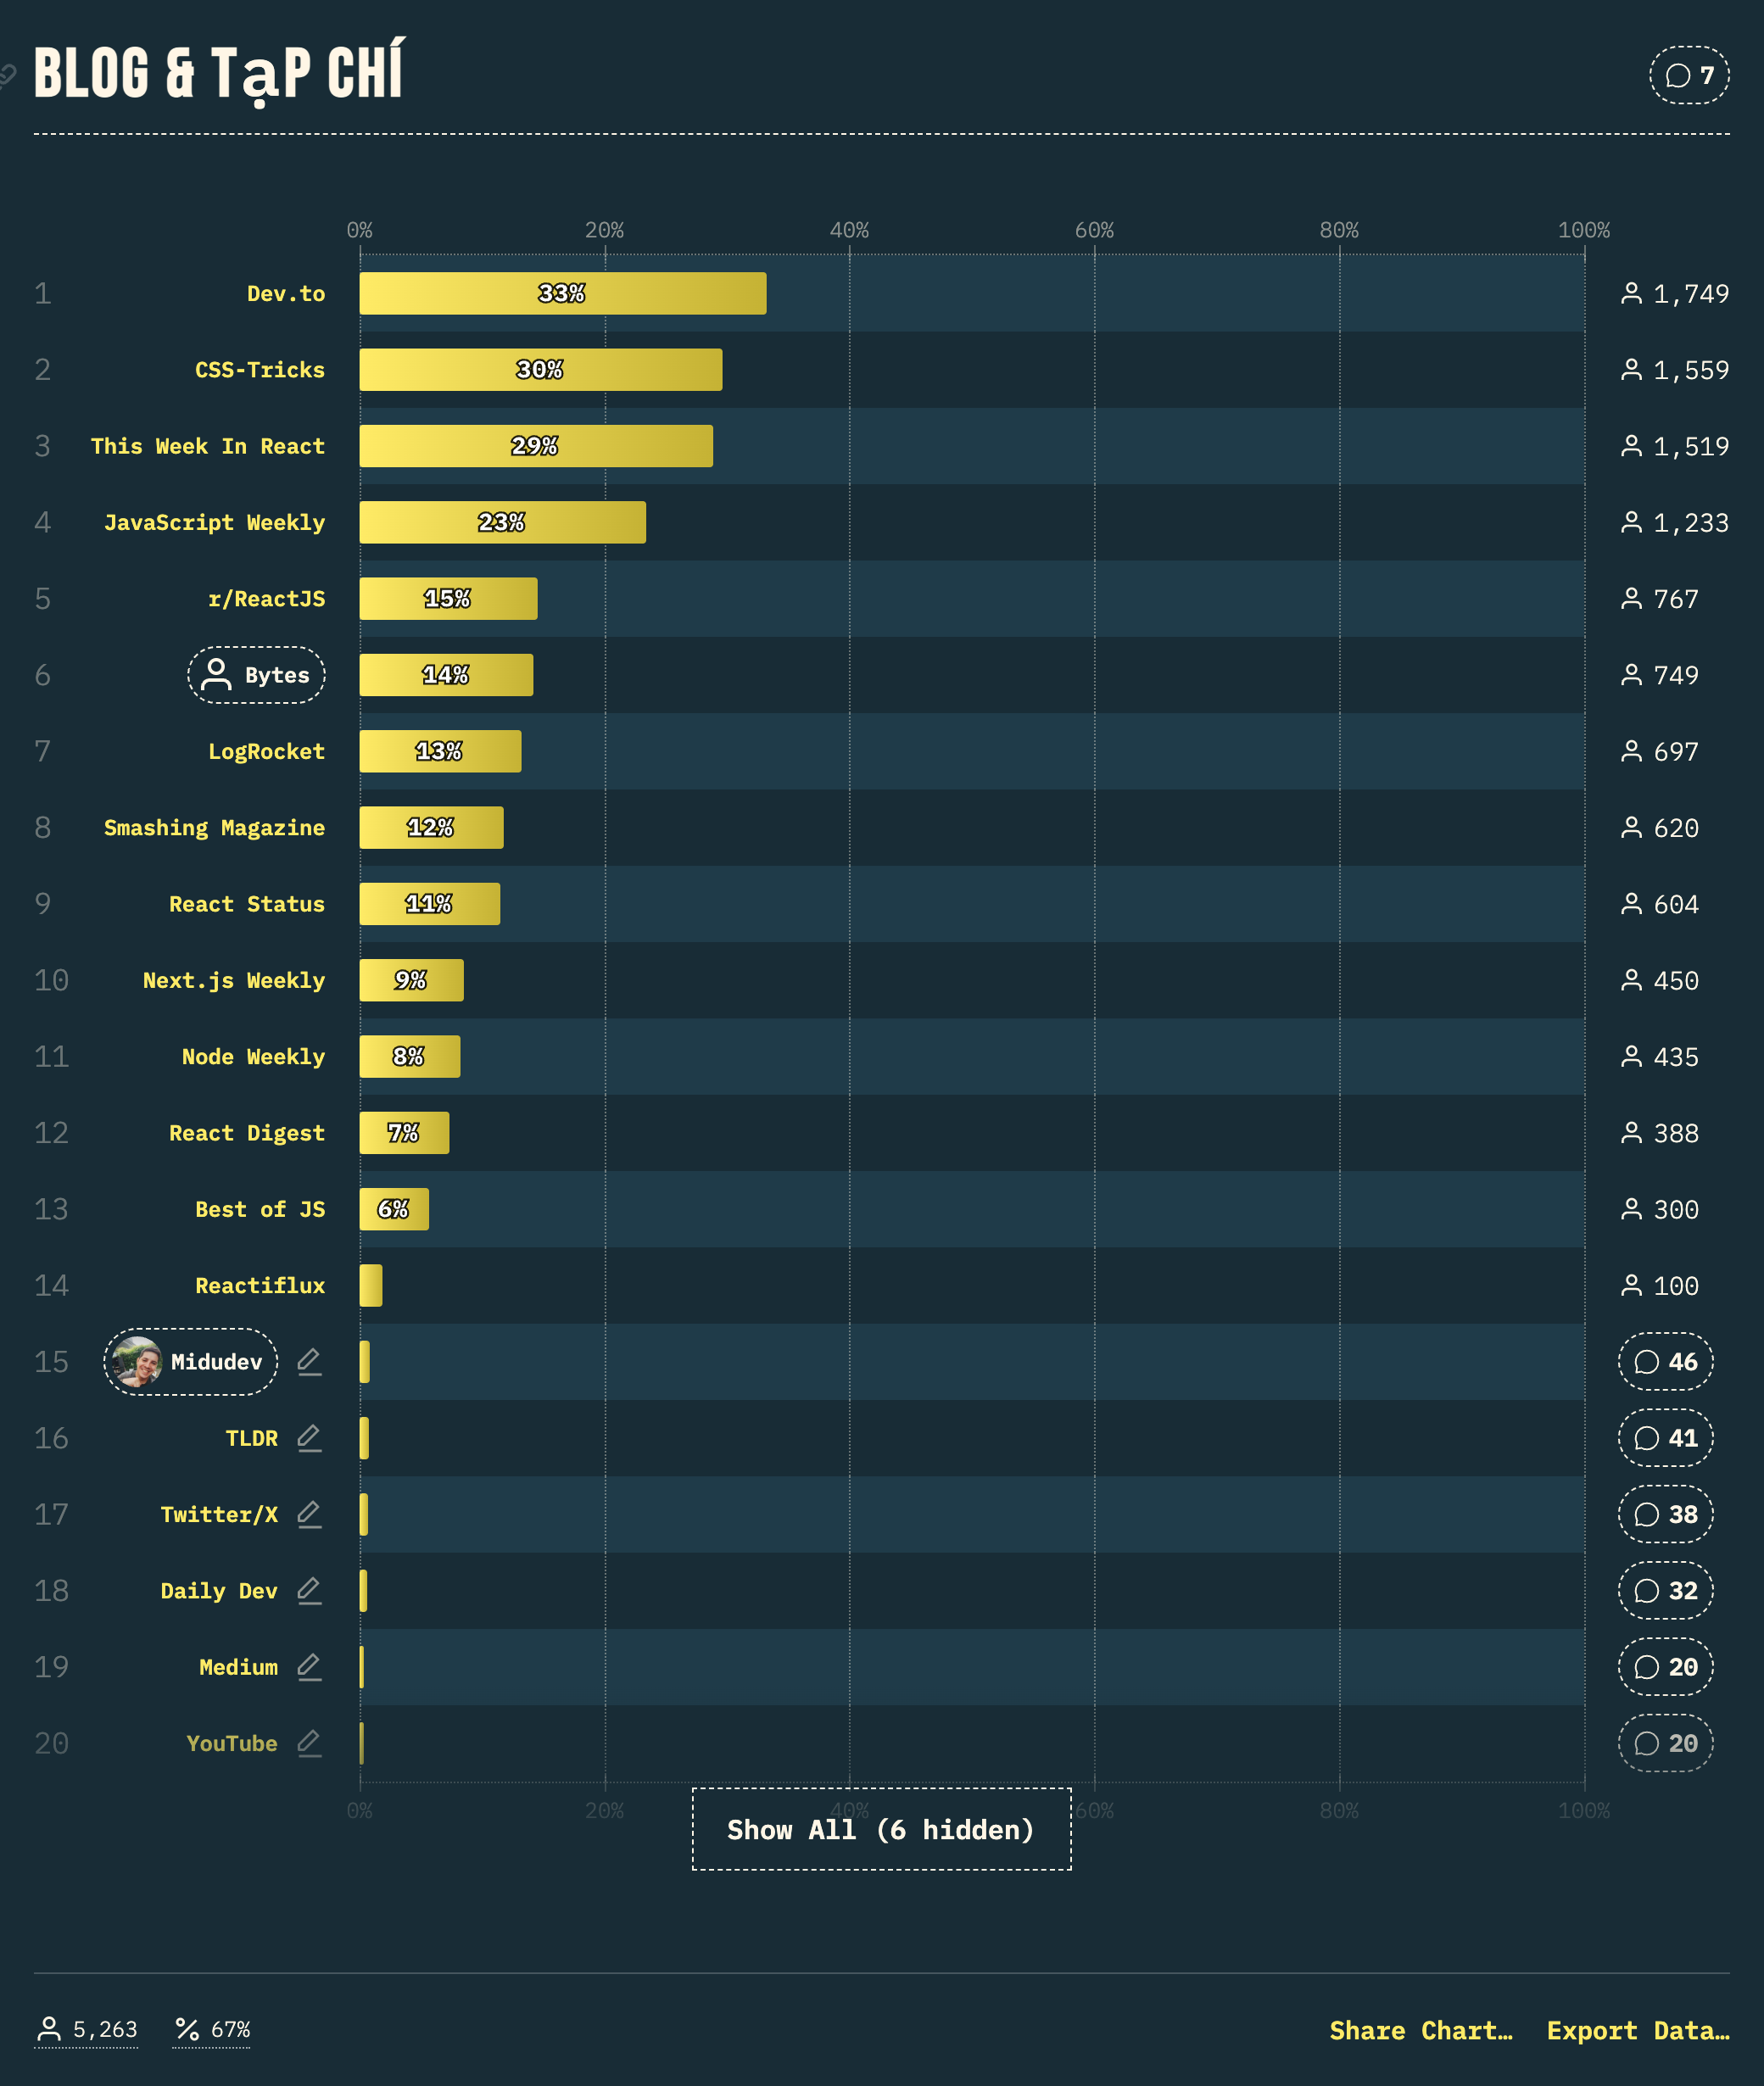 BLOG & TạP CHÍ
7
0% 20% 40% 60% 80% 100%
1 Dev.to 33% 1,749
2 CSS-Tricks 30% 1,559
3 This Week In React 29% 1,519
4 JavaScript Weekly 23% 1,233
5 r/ReactJS 15% 767
6 Bytes 14% 749
7 LogRocket 13% 697
8 Smashing Magazine 12% 620
9 React Status 11% 604
10 Next.js Weekly 9% 450
11 Node Weekly 8% 435
12 React Digest 7% 388
13 Best of JS 6% 300
14 Reactiflux 100
15 Midudev 46
16 TLDR 41
17 Twitter/X 38
18 Daily Dev 32
19 Medium 20
20 YouTube 20
0% 20% 40% 60% 80% 100%
Show All (6 hidden)
5,263 67% Share Chart… Export Data…